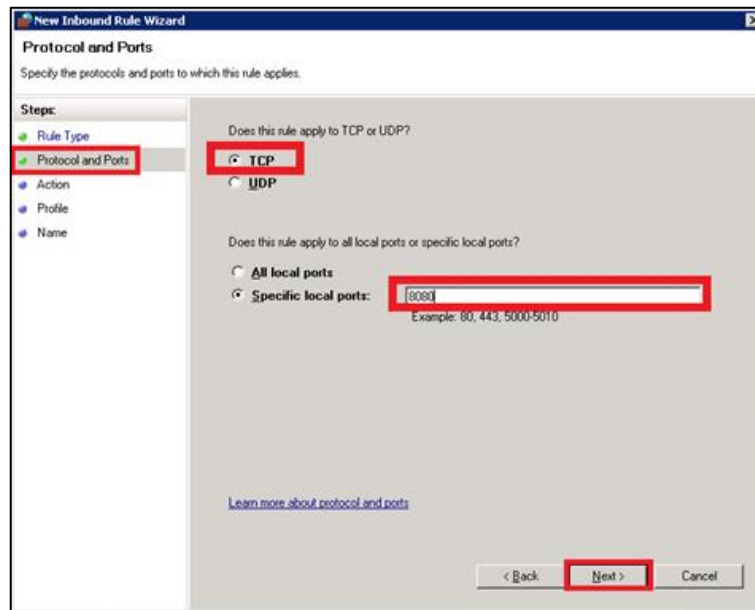 New Inbound Rule Wizard
Protocol and Ports
Specify the protocols and ports to which this rule applies.
Steps:
Rule Type
Protocol and Ports
Action
Profile
Name
Does this rule apply to TCP or UDP?
TCP
UDP
Does this rule apply to all local ports or specific local ports?
All local ports
Specific local ports:
8080
Example: 80, 443, 5000-5010
Learn more about protocol and ports
< Back
Next >
Cancel